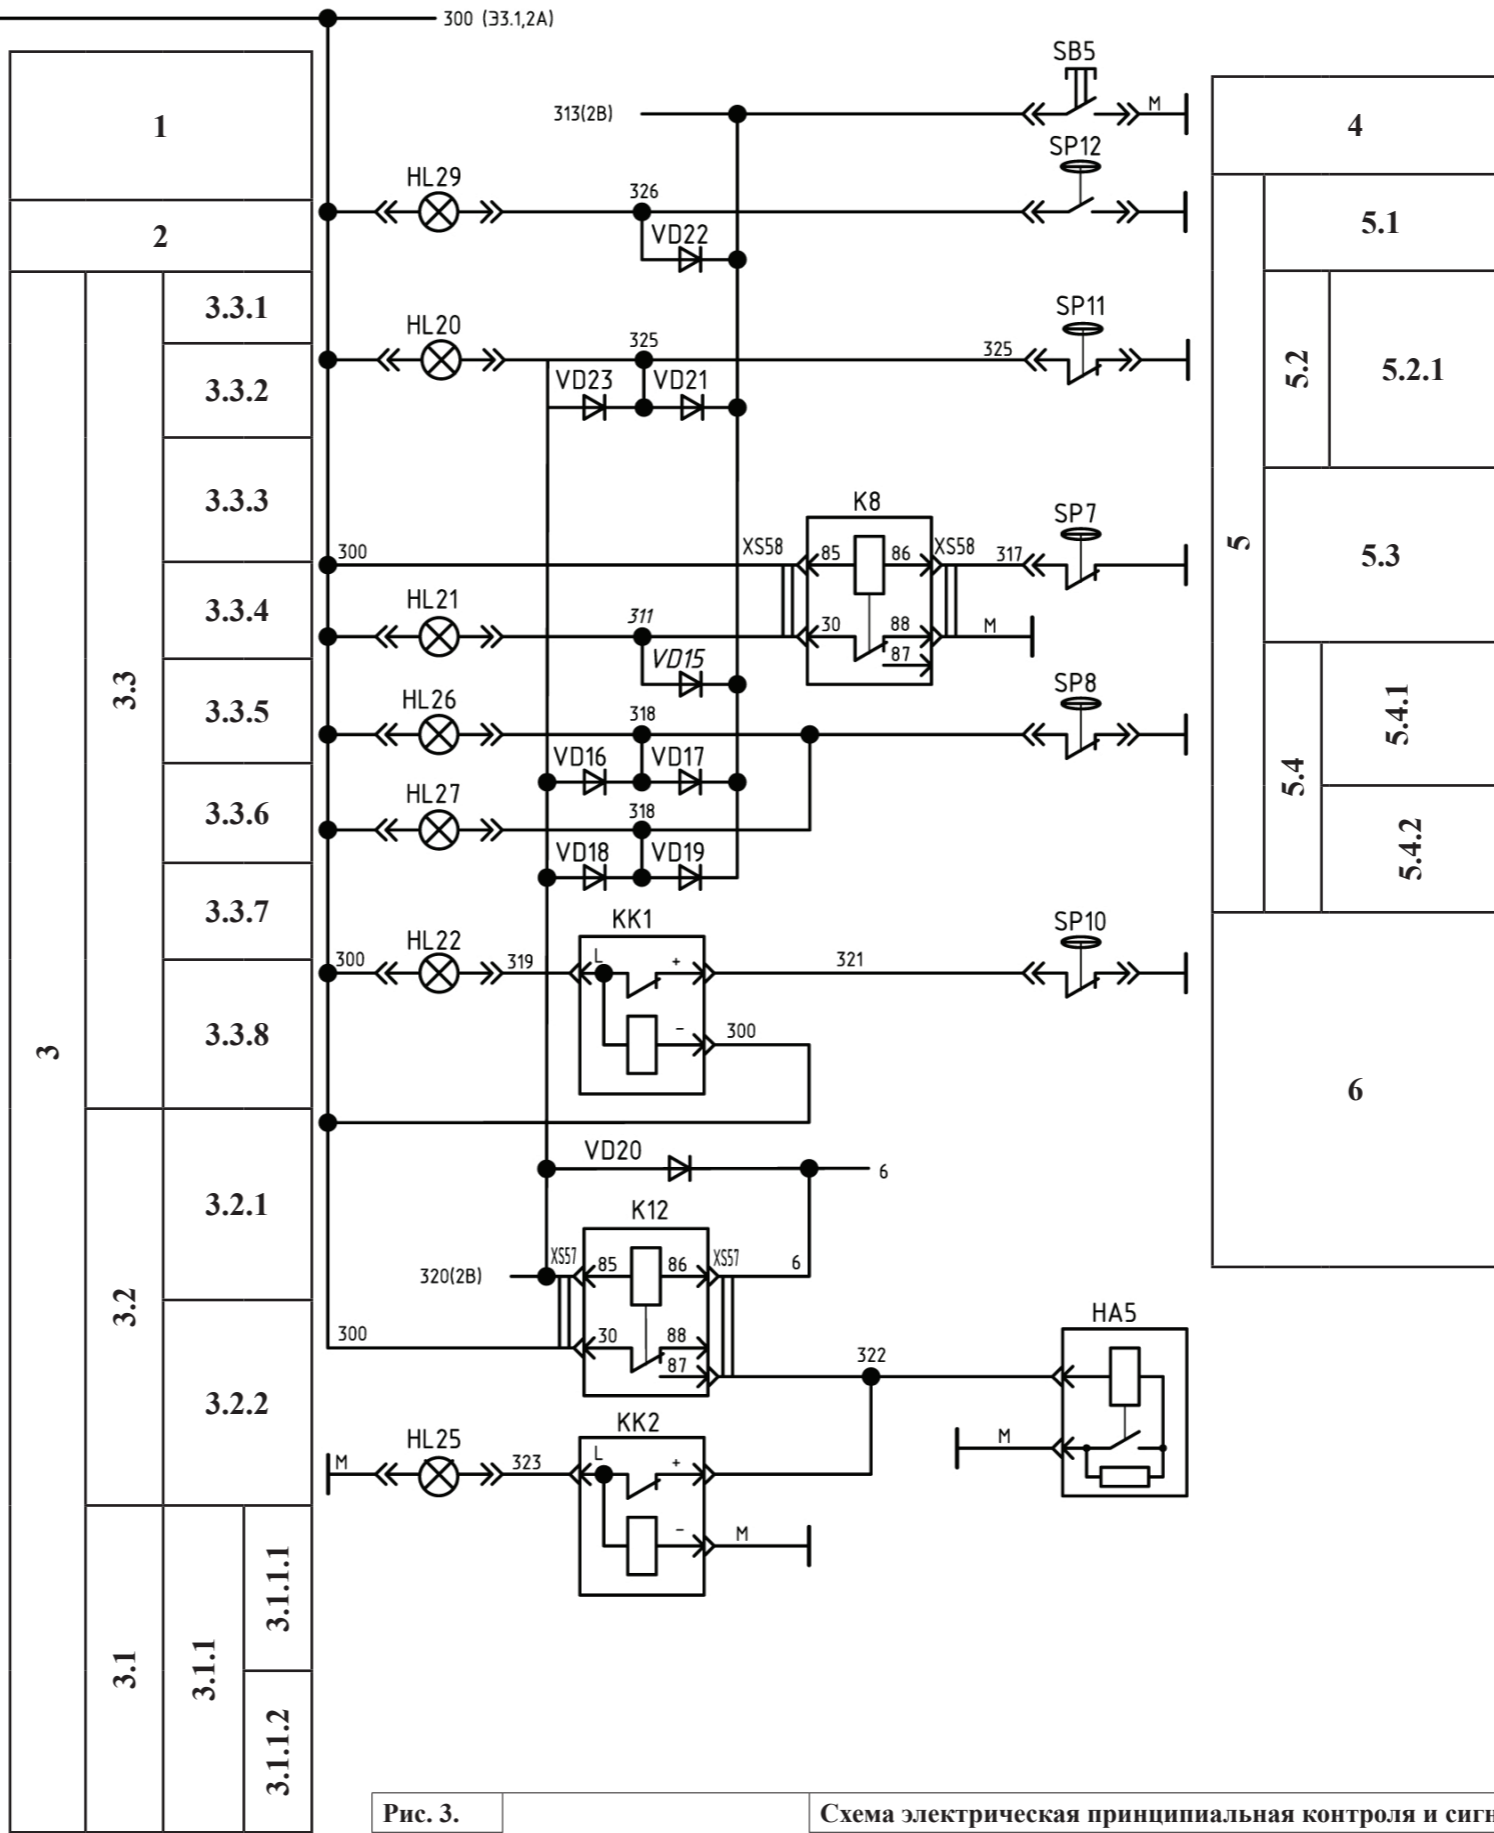 300 (Э3.1,2А)
SB5
313(2В)
М
SP12
HL29
326
VD22
HL20
325
325
SP11
VD23
VD21
K8
SP7
300
XS58
85
86
XS58
317
HL21
311
30
88
М
87
VD15
HL26
318
SP8
VD16
VD17
HL27
318
VD18
VD19
KK1
SP10
HL22
300
319
L
+
321
−
300
VD20
6
K12
XS57
XS57
320(2В)
85
86
6
HA5
300
30
88
87
322
KK2
HL25
М
М
323
L
+
−
М
1
2
3
3.3
3.3.1
3.3.2
3.3.3
3.3.4
3.3.5
3.3.6
3.3.7
3.3.8
3.2
3.2.1
3.2.2
3.1
3.1.1
3.1.1.1
3.1.1.2
4
5
5.1
5.2
5.2.1
5.3
5.4
5.4.1
5.4.2
6
Рис. 3.
Схема электрическая принципиальная контроля и сигн